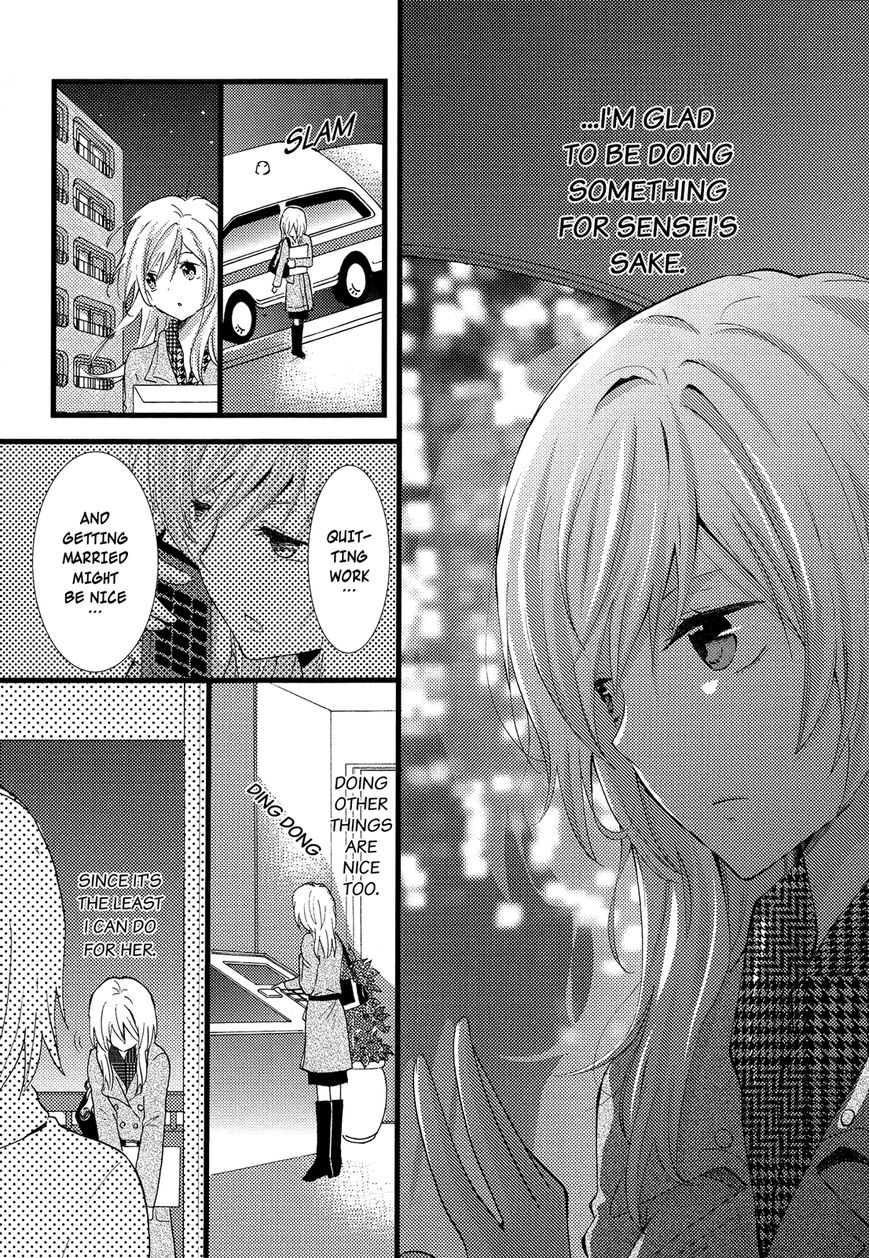 ...I'M GLAD
TO BE DOING
SOMETHING
FOR SENSEI'S
SAKE.
SLAM
QUIT-
TING
WORK
...
AND
GETTING
MARRIED
MIGHT
BE NICE
...
DOING
OTHER
THINGS
ARE
NICE
TOO.
DING DONG
SINCE IT'S
THE LEAST
I CAN DO
FOR HER.